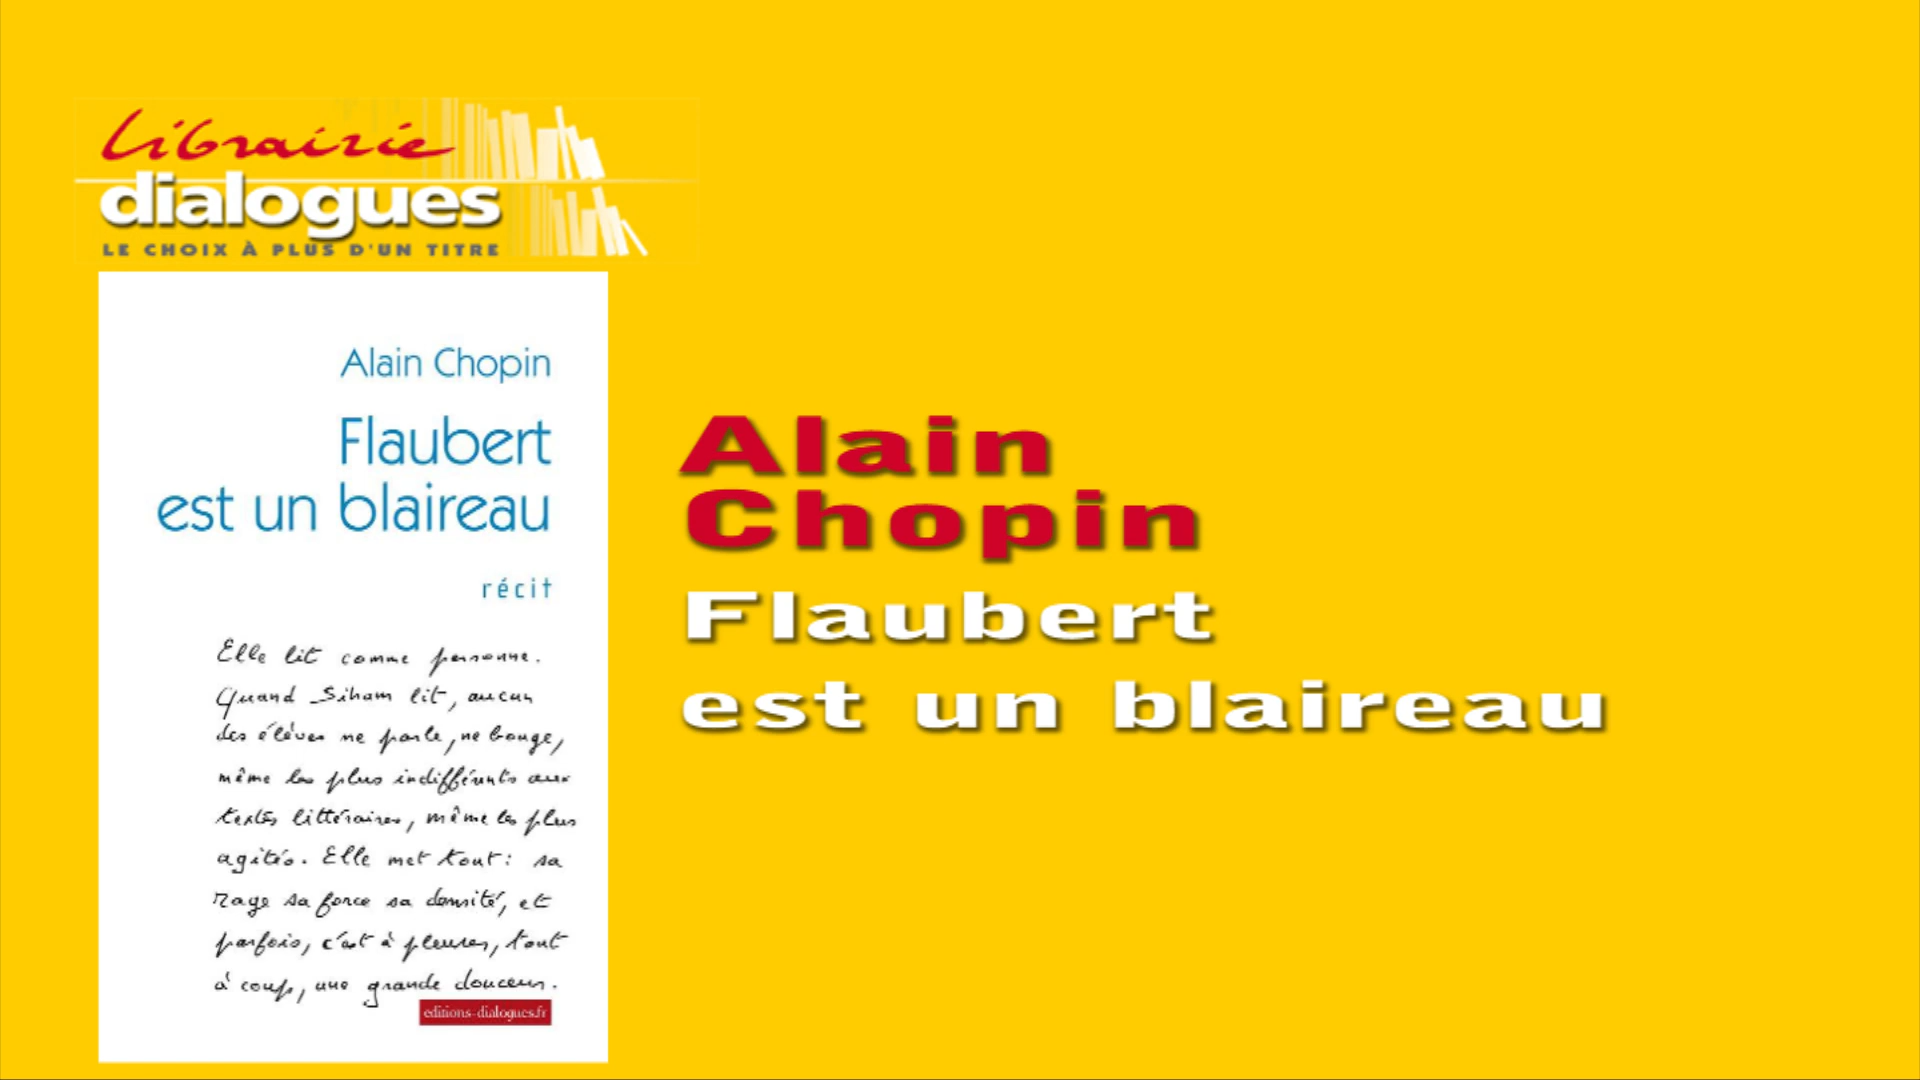 Librairie
dialogues
LE CHOIX À PLUS D'UN TITRE
Alain Chopin
Flaubert
est un blaireau
récit
Elle lit comme personne.
Quand Siham lit, aucun
des élèves ne parle, ne bouge,
même les plus indifférents aux
textes littéraires, même les plus
agités. Elle met tout : sa
rage sa force sa densité, et
parfois, c'est à pleurer, tout
à coup, une grande douceur.
editions-dialogues.fr
Alain
Chopin
Flaubert
est un blaireau